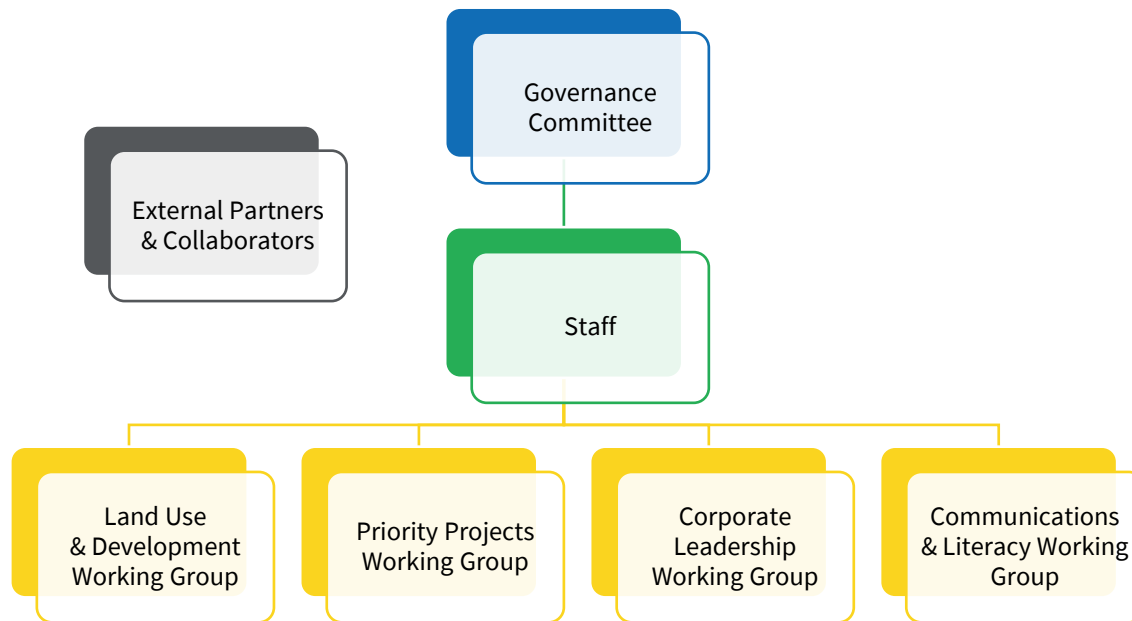 Governance
Committee
External Partners
& Collaborators
Staff
Land Use
& Development
Working Group
Priority Projects
Working Group
Corporate
Leadership
Working Group
Communications
& Literacy Working
Group